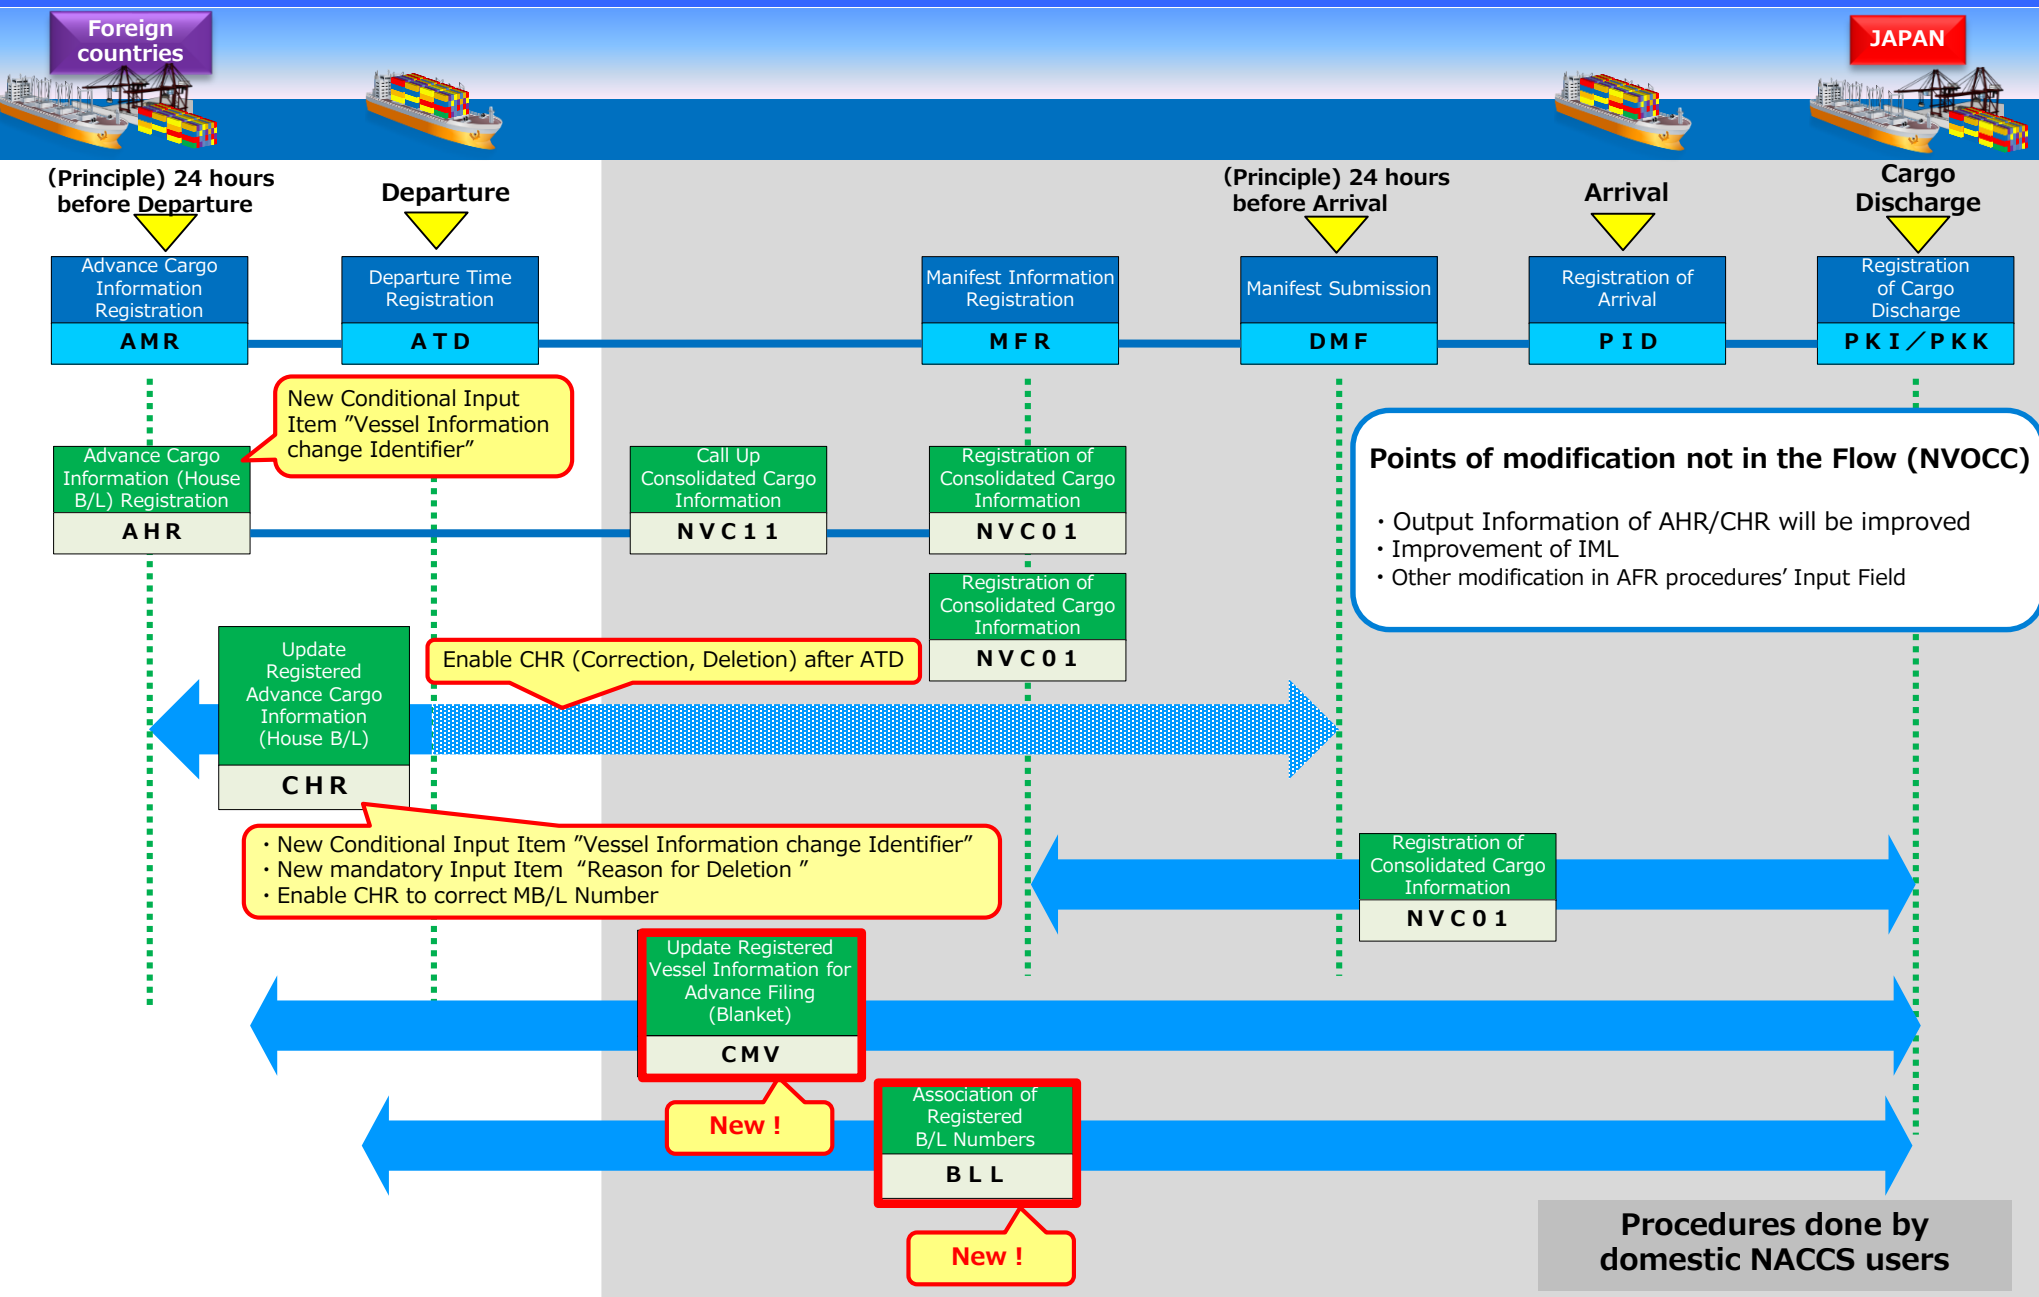 Foreign
countries
JAPAN
(Principle) 24 hours
before Departure
Departure
(Principle) 24 hours
before Arrival
Arrival
Cargo
Discharge
Advance Cargo
Information
Registration
AMR
Departure Time
Registration
ATD
Manifest Information
Registration
MFR
Manifest Submission
DMF
Registration of
Arrival
PID
Registration
of Cargo
Discharge
PKI／PKK
New Conditional Input
Item ”Vessel Information
change Identifier”
Advance Cargo
Information (House
B/L) Registration
AHR
Call Up
Consolidated Cargo
Information
NVC11
Registration of
Consolidated Cargo
Information
NVC01
Registration of
Consolidated Cargo
Information
NVC01
Points of modification not in the Flow (NVOCC)
・Output Information of AHR/CHR will be improved
・Improvement of IML
・Other modification in AFR procedures’ Input Field
Update
Registered
Advance Cargo
Information
(House B/L)
CHR
Enable CHR (Correction, Deletion) after ATD
・New Conditional Input Item ”Vessel Information change Identifier”
・New mandatory Input Item “Reason for Deletion ”
・Enable CHR to correct MB/L Number
Registration of
Consolidated Cargo
Information
NVC01
Update Registered
Vessel Information for
Advance Filing
(Blanket)
CMV
New !
Association of
Registered
B/L Numbers
BLL
New !
Procedures done by
domestic NACCS users